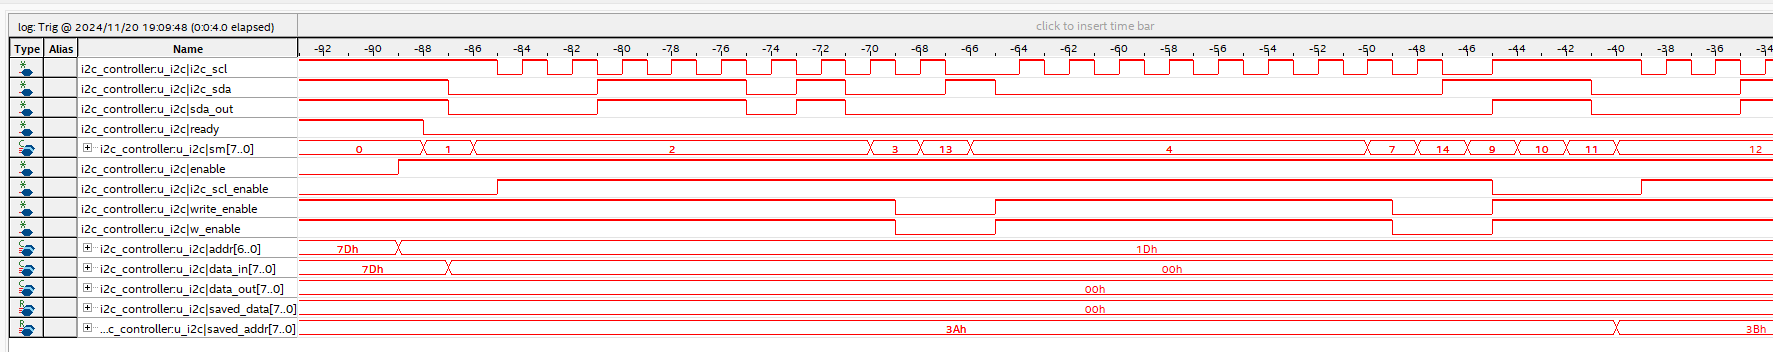 log: Trig @ 2024/11/20 19:09:48 (0:0:4.0 elapsed) click to insert time bar
Type Alias Name -92 -90 -88 -86 -84 -82 -80 -78 -76 -74 -72 -70 -68 -66 -64 -62 -60 -58 -56 -54 -52 -50 -48 -46 -44 -42 -40 -38 -36 -34
i2c_controller:u_i2c|i2c_scl
i2c_controller:u_i2c|i2c_sda
i2c_controller:u_i2c|sda_out
i2c_controller:u_i2c|ready
i2c_controller:u_i2c|sm[7..0] 0 1 2 3 13 4 7 14 9 10 11 12
i2c_controller:u_i2c|enable
i2c_controller:u_i2c|i2c_scl_enable
i2c_controller:u_i2c|write_enable
i2c_controller:u_i2c|w_enable
i2c_controller:u_i2c|addr[6..0] 7Dh 1Dh
i2c_controller:u_i2c|data_in[7..0] 7Dh 00h
i2c_controller:u_i2c|data_out[7..0] 00h
i2c_controller:u_i2c|saved_data[7..0] 00h
...c_controller:u_i2c|saved_addr[7..0] 3Ah 3Bh